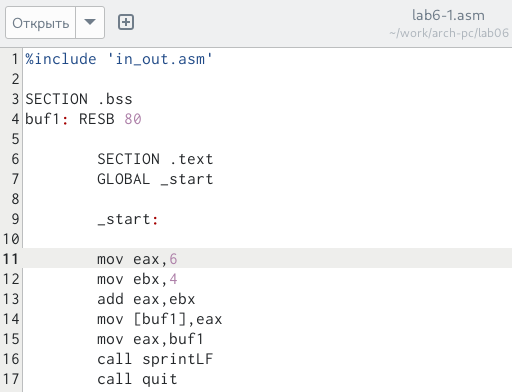 Открыть
lab6-1.asm
~/work/arch-pc/lab06
1 %include 'in_out.asm'
2
3 SECTION .bss
4 buf1: RESB 80
5
6 SECTION .text
7 GLOBAL _start
8
9 _start:
10
11 mov eax,6
12 mov ebx,4
13 add eax,ebx
14 mov [buf1],eax
15 mov eax,buf1
16 call sprintLF
17 call quit